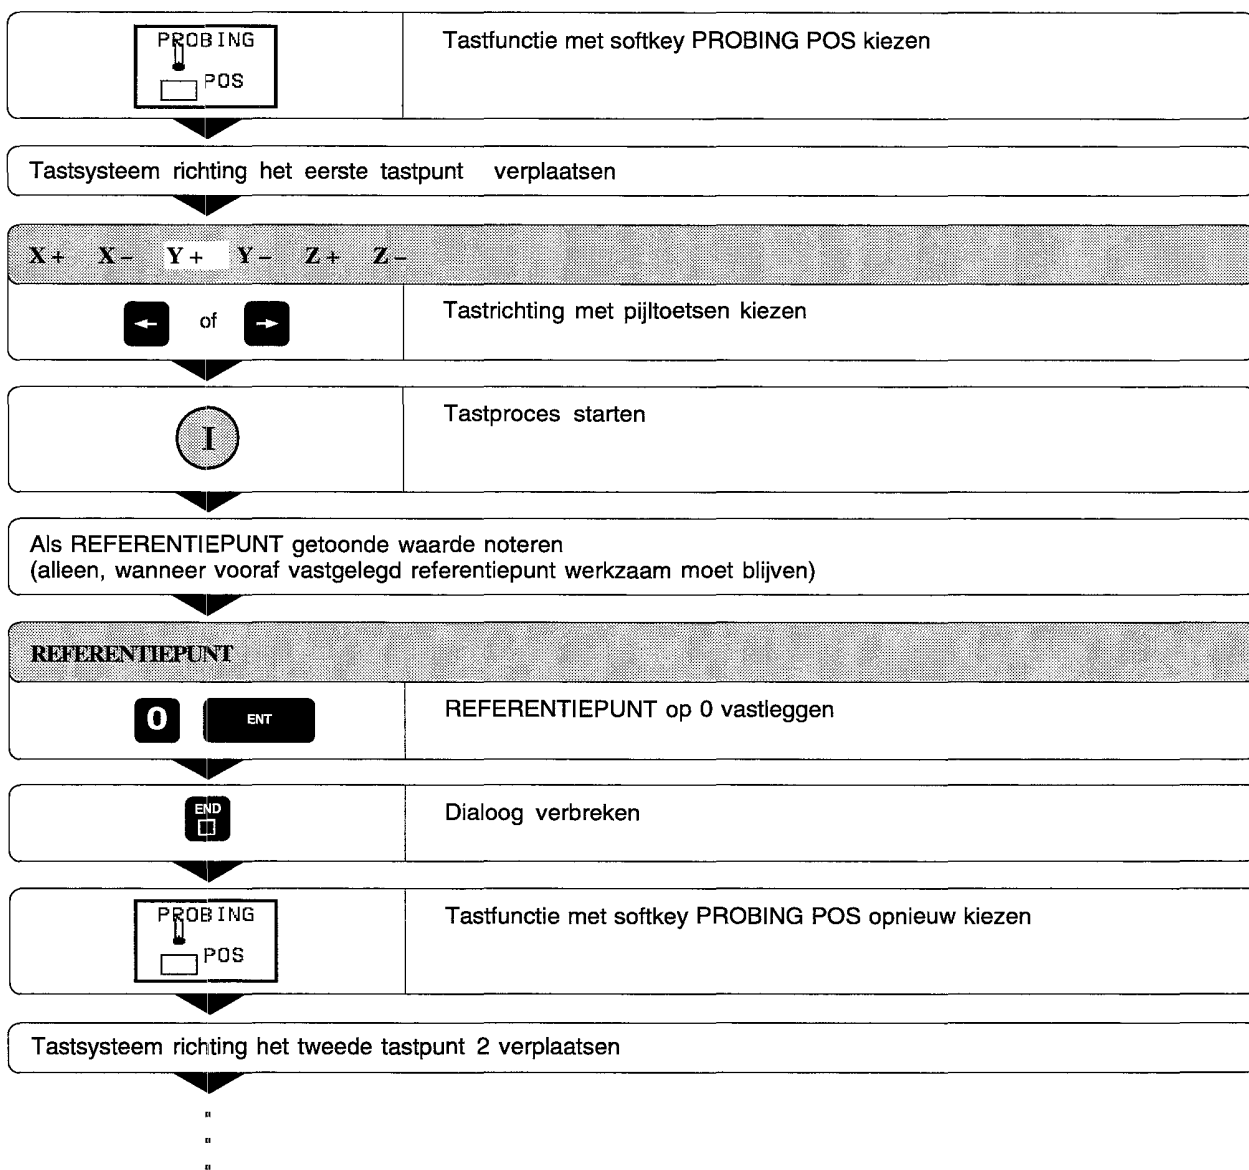 PROBING
POS
Tastfunctie met softkey PROBING POS kiezen
Tastsysteem richting het eerste tastpunt verplaatsen
X+ X– Y+ Y– Z+ Z–
of
Tastrichting met pijltoetsen kiezen
I
Tastproces starten
Als REFERENTIEPUNT getoonde waarde noteren
(alleen, wanneer vooraf vastgelegd referentiepunt werkzaam moet blijven)
REFERENTIEPUNT
0 ENT
REFERENTIEPUNT op 0 vastleggen
END
Dialoog verbreken
PROBING
POS
Tastfunctie met softkey PROBING POS opnieuw kiezen
Tastsysteem richting het tweede tastpunt 2 verplaatsen